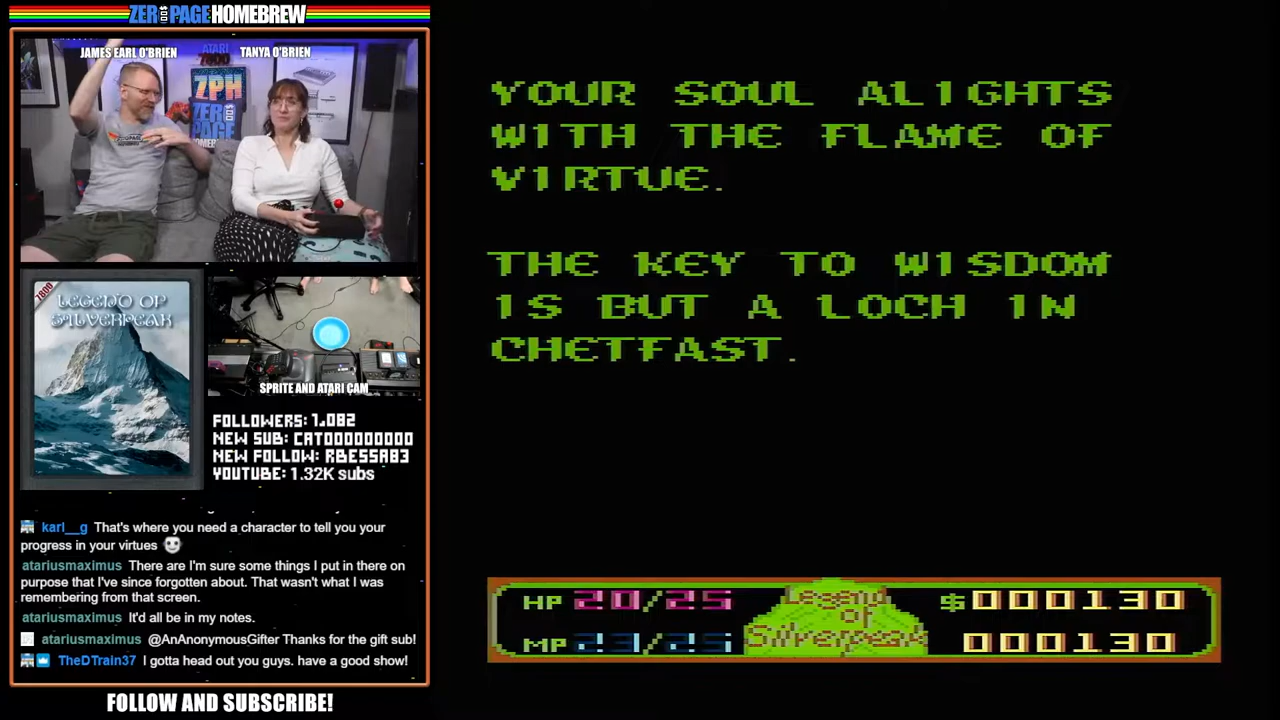 ZERO PAGE HOMEBREW
JAMES EARL O'BRIEN
TANYA O'BRIEN
ATARI
7800
ZPH
ZERO
PAGE
7800
LEGEND OF
SILVERPEAK
SPRITE AND ATARI CAM
FOLLOWERS: 1,082
NEW SUB: CATO00000000
NEW FOLLOW: RBESSA83
YOUTUBE: 1.32K subs
karl__g That's where you need a character to tell you your
progress in your virtues
atariusmaximus There are I'm sure some things I put in there on
purpose that I've since forgotten about. That wasn't what I was
remembering from that screen.
atariusmaximus It'd all be in my notes.
atariusmaximus @AnAnonymousGifter Thanks for the gift sub!
TheDTrain37 I gotta head out you guys. have a good show!
FOLLOW AND SUBSCRIBE!
YOUR SOUL ALIGHTS
WITH THE FLAME OF
VIRTUE.
THE KEY TO WISDOM
IS BUT A LOCH IN
CHETFAST.
HP 20/25
MP 23/25
Legend
of
Silverpeak
$000130
000130